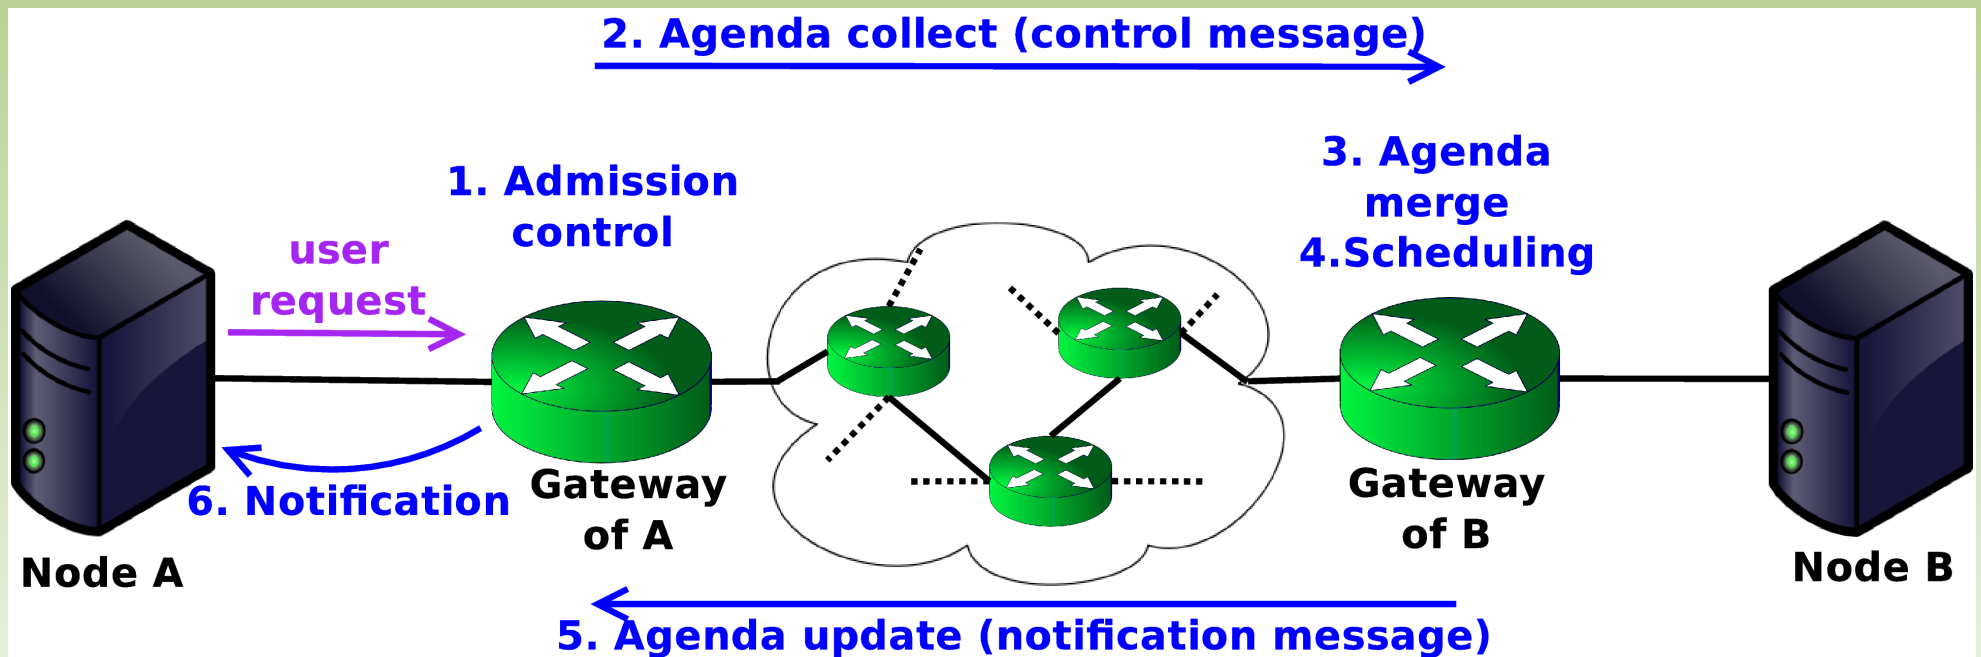 2. Agenda collect (control message)
1. Admission
control
3. Agenda
merge
4.Scheduling
user
request
6. Notification
Gateway
of A
Gateway
of B
Node A
Node B
5. Agenda update (notification message)